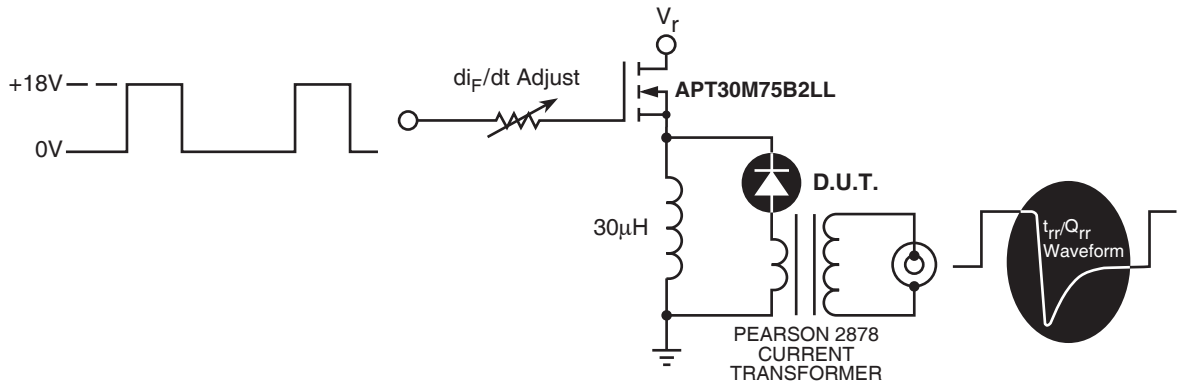 V_r
+18V
di_F/dt Adjust
APT30M75B2LL
0V
D.U.T.
30μH
t_rr/Q_rr
Waveform
PEARSON 2878
CURRENT
TRANSFORMER